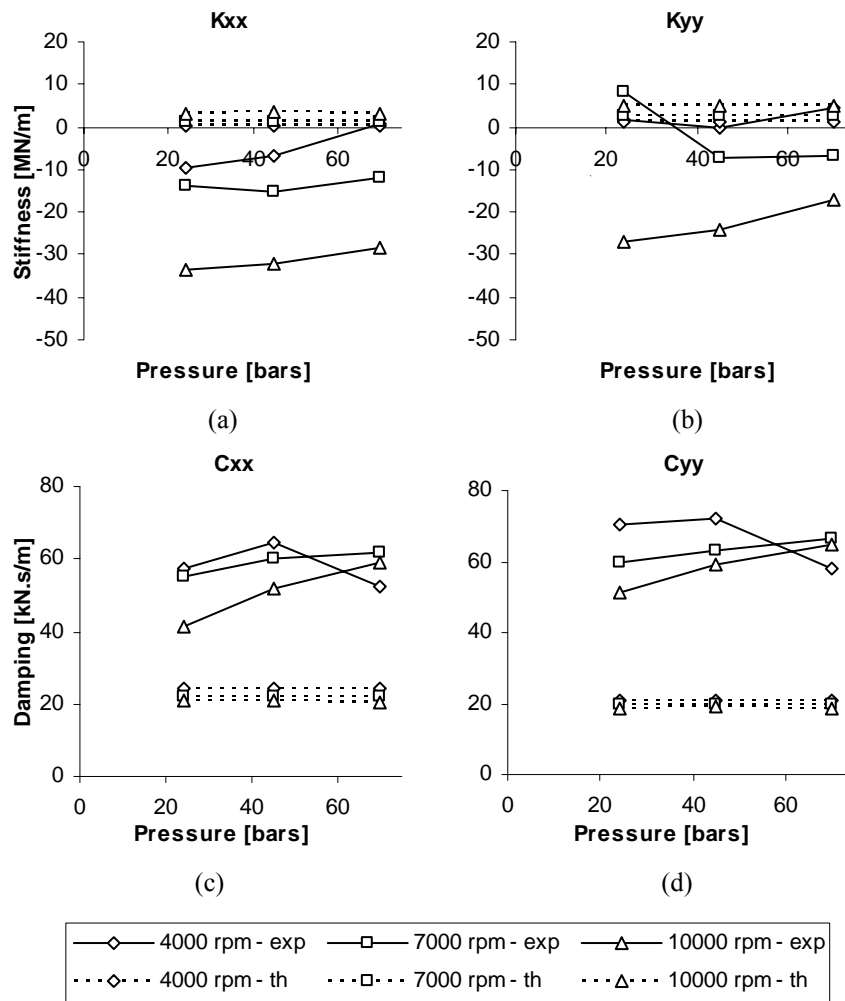 Kxx
20
10
0
-10
-20
-30
-40
-50
0 20 40 60
Stiffness [MN/m]
Pressure [bars]
(a)
Kyy
20
10
0
-10
-20
-30
-40
-50
0 20 40 60
Pressure [bars]
(b)
Cxx
80
60
40
20
0
0 20 40 60
Damping [kN.s/m]
Pressure [bars]
(c)
Cyy
80
60
40
20
0
0 20 40 60
Pressure [bars]
(d)
4000 rpm - exp 7000 rpm - exp 10000 rpm - exp
4000 rpm - th 7000 rpm - th 10000 rpm - th